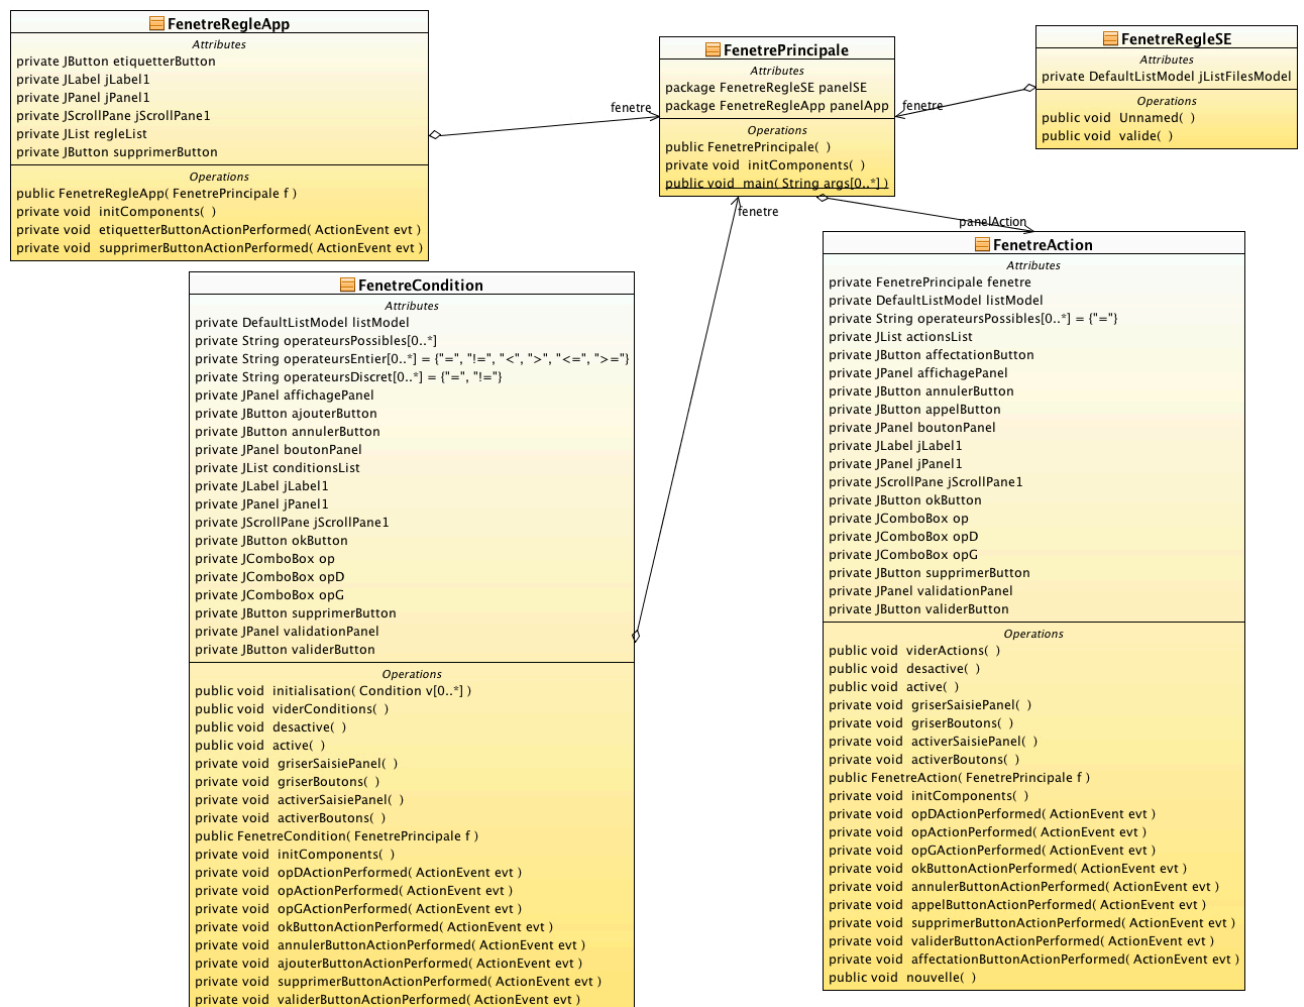 FenetreRegleApp
Attributes
private JButton etiquetterButton
private JLabel jLabel1
private JPanel jPanel1
private JScrollPane jScrollPane1
private JList regleList
private JButton supprimerButton
Operations
public FenetreRegleApp( FenetrePrincipale f )
private void initComponents( )
private void etiquetterButtonActionPerformed( ActionEvent evt )
private void supprimerButtonActionPerformed( ActionEvent evt )
fenetre
FenetrePrincipale
Attributes
package FenetreRegleSE panelSE
package FenetreRegleApp panelApp
Operations
public FenetrePrincipale( )
private void initComponents( )
public void main( String args[0..*] )
fenetre
FenetreRegleSE
Attributes
private DefaultListModel jListFilesModel
Operations
public void Unnamed( )
public void valide( )
fenetre
panelAction
FenetreCondition
Attributes
private DefaultListModel listModel
private String operateursPossibles[0..*]
private String operateursEntier[0..*] = {"=", "!=", "<", ">", "<=", ">="}
private String operateursDiscret[0..*] = {"=", "!="}
private JPanel affichagePanel
private JButton ajouterButton
private JButton annulerButton
private JPanel boutonPanel
private JList conditionsList
private JLabel jLabel1
private JPanel jPanel1
private JScrollPane jScrollPane1
private JButton okButton
private JComboBox op
private JComboBox opD
private JComboBox opG
private JButton supprimerButton
private JPanel validationPanel
private JButton validerButton
Operations
public void initialisation( Condition v[0..*] )
public void viderConditions( )
public void desactive( )
public void active( )
private void griserSaisiePanel( )
private void griserBoutons( )
private void activerSaisiePanel( )
private void activerBoutons( )
public FenetreCondition( FenetrePrincipale f )
private void initComponents( )
private void opDActionPerformed( ActionEvent evt )
private void opActionPerformed( ActionEvent evt )
private void opGActionPerformed( ActionEvent evt )
private void okButtonActionPerformed( ActionEvent evt )
private void annulerButtonActionPerformed( ActionEvent evt )
private void ajouterButtonActionPerformed( ActionEvent evt )
private void supprimerButtonActionPerformed( ActionEvent evt )
private void validerButtonActionPerformed( ActionEvent evt )
FenetreAction
Attributes
private FenetrePrincipale fenetre
private DefaultListModel listModel
private String operateursPossibles[0..*] = {"="}
private JList actionsList
private JButton affectationButton
private JPanel affichagePanel
private JButton annulerButton
private JButton appelButton
private JPanel boutonPanel
private JLabel jLabel1
private JPanel jPanel1
private JScrollPane jScrollPane1
private JButton okButton
private JComboBox op
private JComboBox opD
private JComboBox opG
private JButton supprimerButton
private JPanel validationPanel
private JButton validerButton
Operations
public void viderActions( )
public void desactive( )
public void active( )
private void griserSaisiePanel( )
private void griserBoutons( )
private void activerSaisiePanel( )
private void activerBoutons( )
public FenetreAction( FenetrePrincipale f )
private void initComponents( )
private void opDActionPerformed( ActionEvent evt )
private void opActionPerformed( ActionEvent evt )
private void opGActionPerformed( ActionEvent evt )
private void okButtonActionPerformed( ActionEvent evt )
private void annulerButtonActionPerformed( ActionEvent evt )
private void appelButtonActionPerformed( ActionEvent evt )
private void supprimerButtonActionPerformed( ActionEvent evt )
private void validerButtonActionPerformed( ActionEvent evt )
private void affectationButtonActionPerformed( ActionEvent evt )
public void nouvelle( )